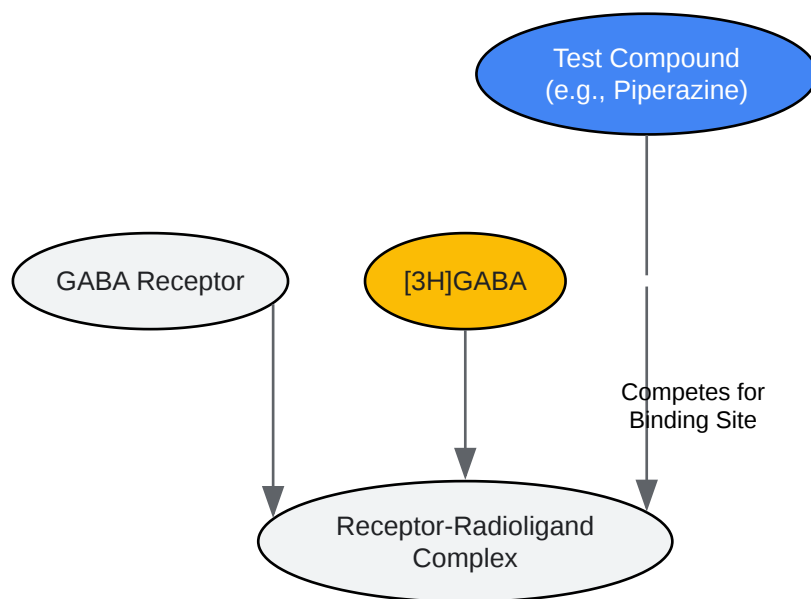 Test Compound
(e.g., Piperazine)
GABA Receptor
[3H]GABA
Competes for
Binding Site
Receptor-Radioligand
Complex